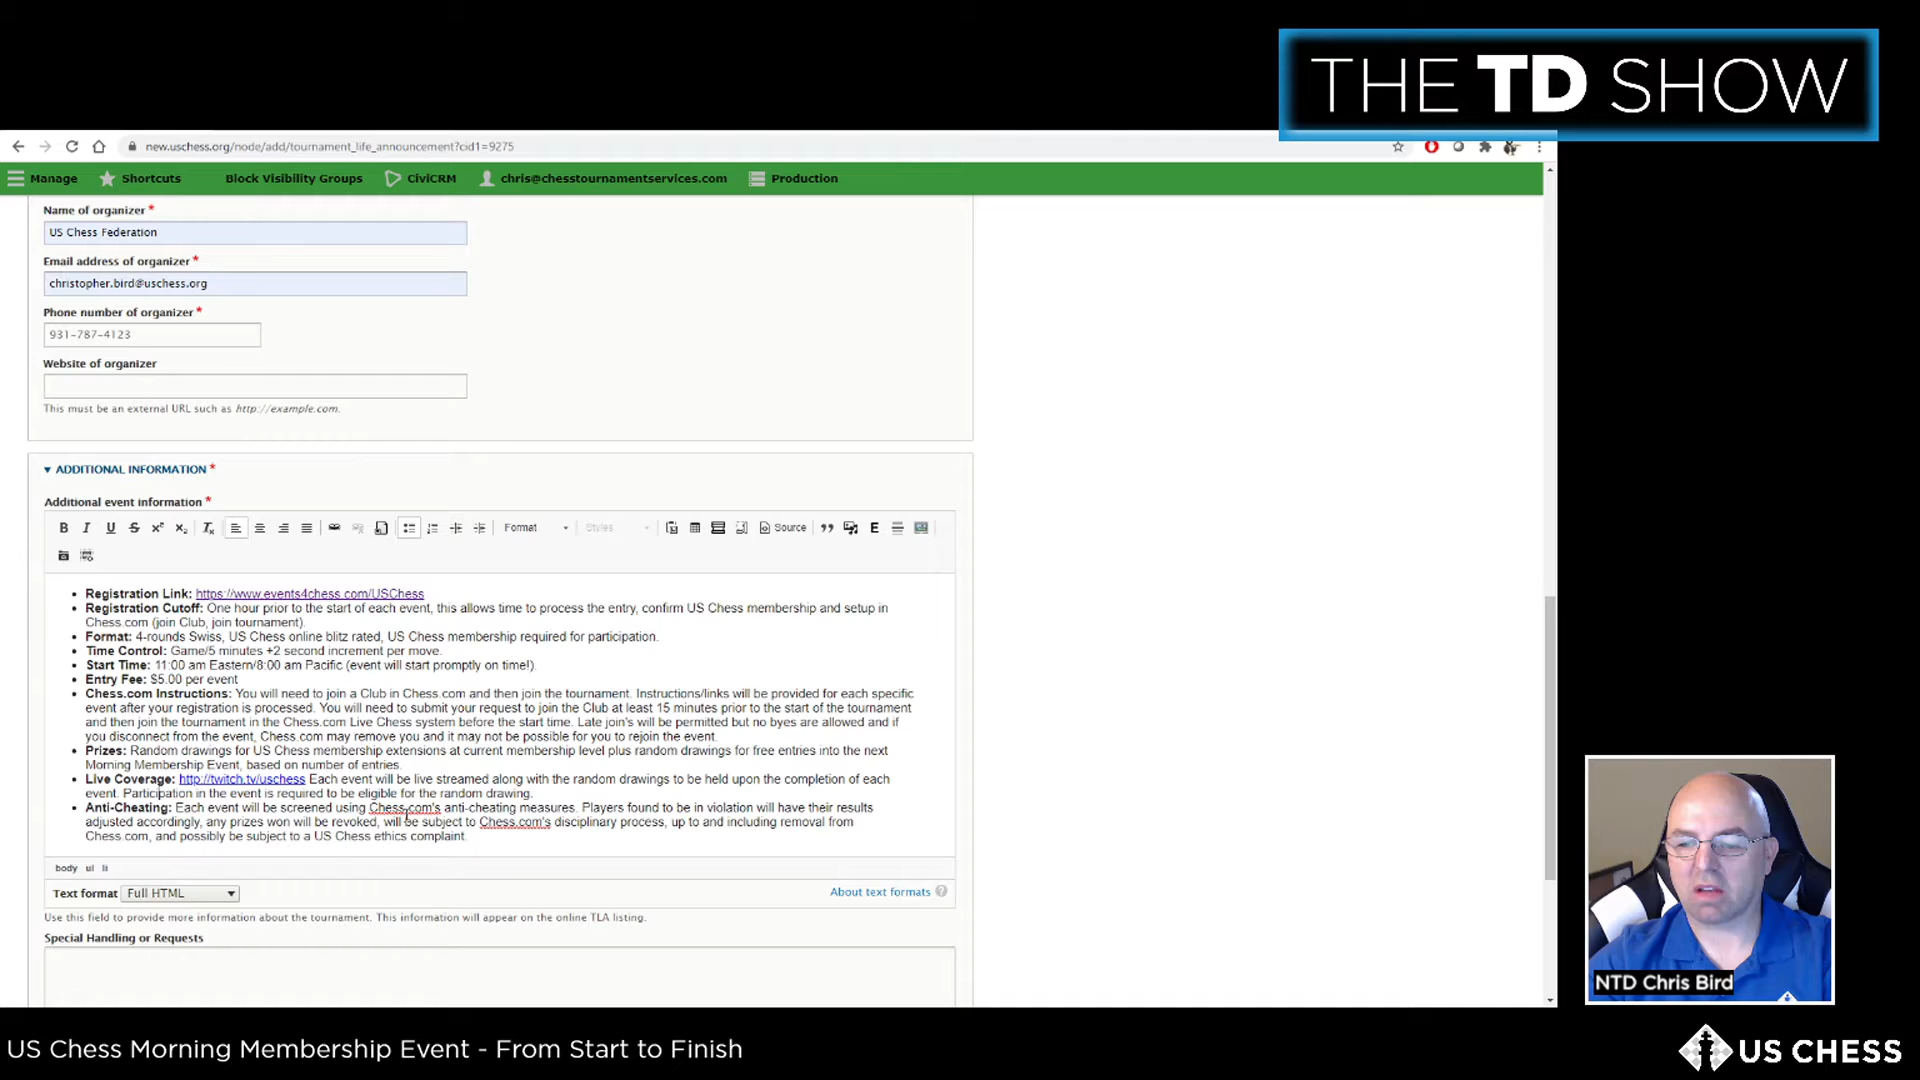 THE TD SHOW
new.uschess.org/node/add/tournament_life_announcement?cid1=9275
Manage Shortcuts Block Visibility Groups CiviCRM chris@chesstournamentservices.com Production
Name of organizer *
US Chess Federation
Email address of organizer *
christopher.bird@uschess.org
Phone number of organizer *
931-787-4123
Website of organizer
This must be an external URL such as http://example.com.
ADDITIONAL INFORMATION *
Additional event information *
B I U S x² x₂ Tx Format Styles Source E
• Registration Link: https://www.events4chess.com/USChess
• Registration Cutoff: One hour prior to the start of each event, this allows time to process the entry, confirm US Chess membership and setup in
Chess.com (join Club, join tournament).
• Format: 4-rounds Swiss, US Chess online blitz rated, US Chess membership required for participation.
• Time Control: Game/5 minutes +2 second increment per move.
• Start Time: 11:00 am Eastern/8:00 am Pacific (event will start promptly on time!).
• Entry Fee: $5.00 per event
• Chess.com Instructions: You will need to join a Club in Chess.com and then join the tournament. Instructions/links will be provided for each specific
event after your registration is processed. You will need to submit your request to join the Club at least 15 minutes prior to the start of the tournament
and then join the tournament in the Chess.com Live Chess system before the start time. Late join's will be permitted but no byes are allowed and if
you disconnect from the event, Chess.com may remove you and it may not be possible for you to rejoin the event.
• Prizes: Random drawings for US Chess membership extensions at current membership level plus random drawings for free entries into the next
Morning Membership Event, based on number of entries.
• Live Coverage: http://twitch.tv/uschess Each event will be live streamed along with the random drawings to be held upon the completion of each
event. Participation in the event is required to be eligible for the random drawing.
• Anti-Cheating: Each event will be screened using Chess.com's anti-cheating measures. Players found to be in violation will have their results
adjusted accordingly, any prizes won will be revoked, will be subject to Chess.com's disciplinary process, up to and including removal from
Chess.com, and possibly be subject to a US Chess ethics complaint.
body ul li
Text format Full HTML About text formats ?
Use this field to provide more information about the tournament. This information will appear on the online TLA listing.
Special Handling or Requests
NTD Chris Bird
US Chess Morning Membership Event - From Start to Finish
US CHESS